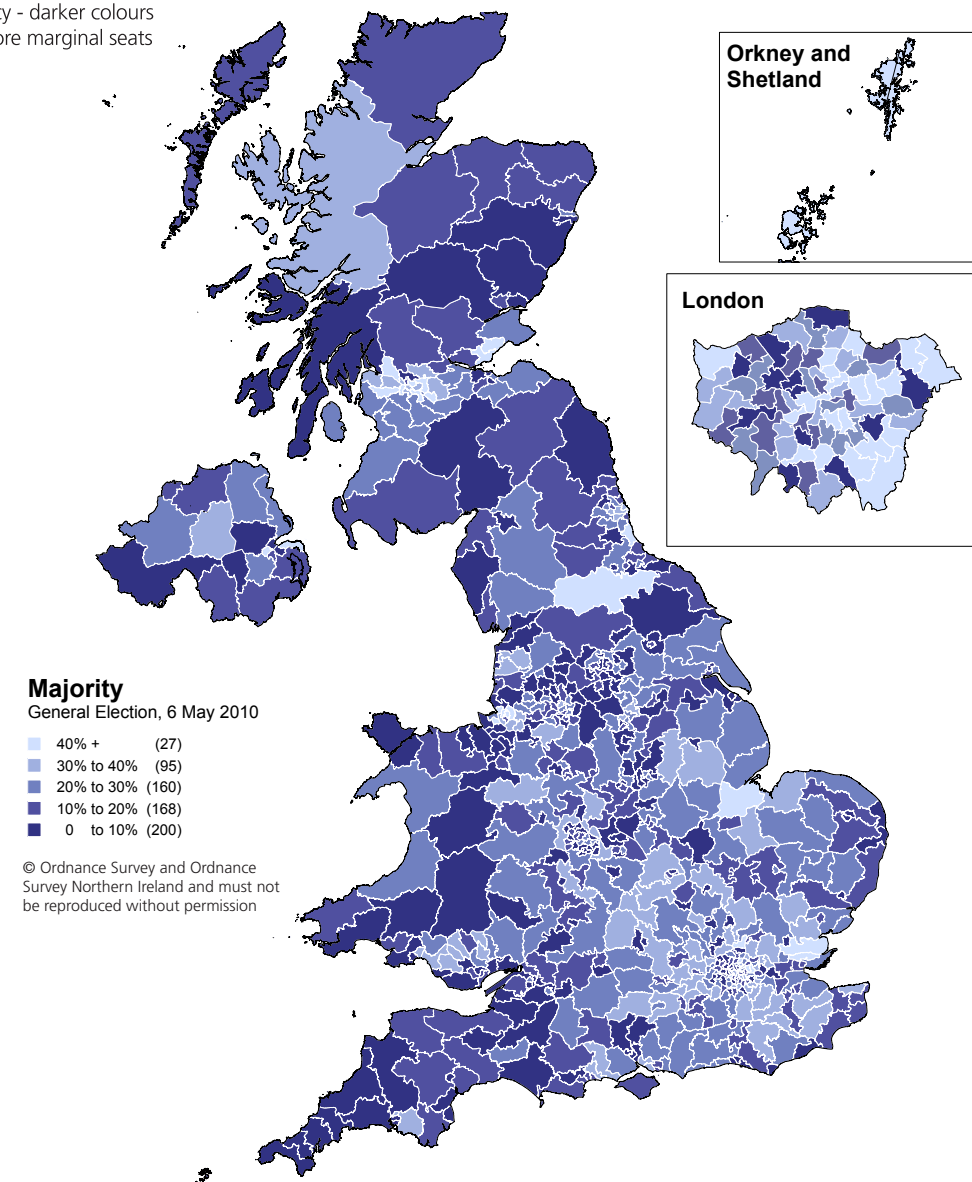 - darker colours
marginal seats
Orkney and
Shetland
London
Majority
General Election, 6 May 2010
40% + (27)
30% to 40% (95)
20% to 30% (160)
10% to 20% (168)
0 to 10% (200)
© Ordnance Survey and Ordnance
Survey Northern Ireland and must not
be reproduced without permission